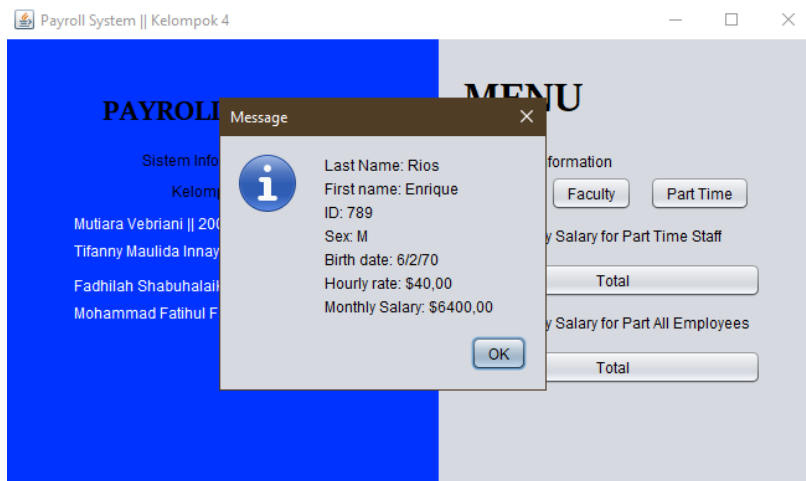 Payroll System || Kelompok 4
MENU
PAYROLL
Message
Sistem Info
Kelomp
Mutiara Vebriani || 200
Tifanny Maulida Innay
Fadhilah Shabuhalail
Mohammad Fatihul F
Last Name: Rios
First name: Enrique
ID: 789
Sex: M
Birth date: 6/2/70
Hourly rate: $40,00
Monthly Salary: $6400,00
OK
formation
Faculty
Part Time
y Salary for Part Time Staff
Total
y Salary for Part All Employees
Total